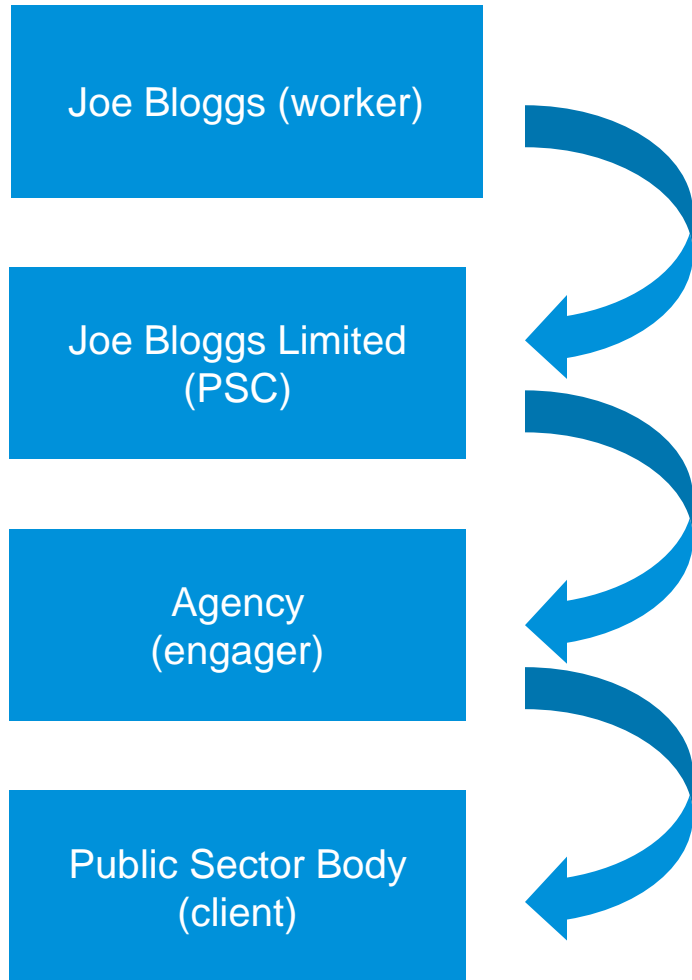 Joe Bloggs (worker)
Joe Bloggs Limited
(PSC)
Agency
(engager)
Public Sector Body
(client)